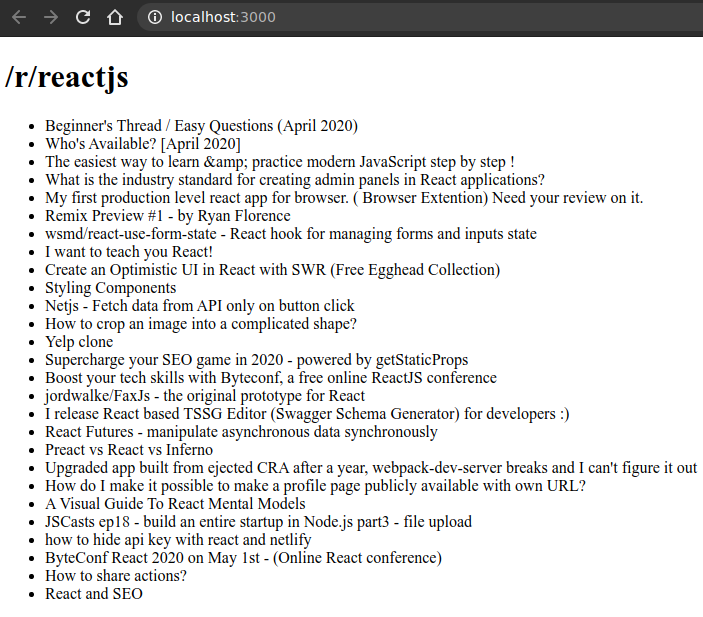 localhost:3000
/r/reactjs
Beginner's Thread / Easy Questions (April 2020)
Who's Available? [April 2020]
The easiest way to learn &amp; practice modern JavaScript step by step !
What is the industry standard for creating admin panels in React applications?
My first production level react app for browser. ( Browser Extention) Need your review on it.
Remix Preview #1 - by Ryan Florence
wsmd/react-use-form-state - React hook for managing forms and inputs state
I want to teach you React!
Create an Optimistic UI in React with SWR (Free Egghead Collection)
Styling Components
Netjs - Fetch data from API only on button click
How to crop an image into a complicated shape?
Yelp clone
Supercharge your SEO game in 2020 - powered by getStaticProps
Boost your tech skills with Byteconf, a free online ReactJS conference
jordwalke/FaxJs - the original prototype for React
I release React based TSSG Editor (Swagger Schema Generator) for developers :)
React Futures - manipulate asynchronous data synchronously
Preact vs React vs Inferno
Upgraded app built from ejected CRA after a year, webpack-dev-server breaks and I can't figure it out
How do I make it possible to make a profile page publicly available with own URL?
A Visual Guide To React Mental Models
JSCasts ep18 - build an entire startup in Node.js part3 - file upload
how to hide api key with react and netlify
ByteConf React 2020 on May 1st - (Online React conference)
How to share actions?
React and SEO